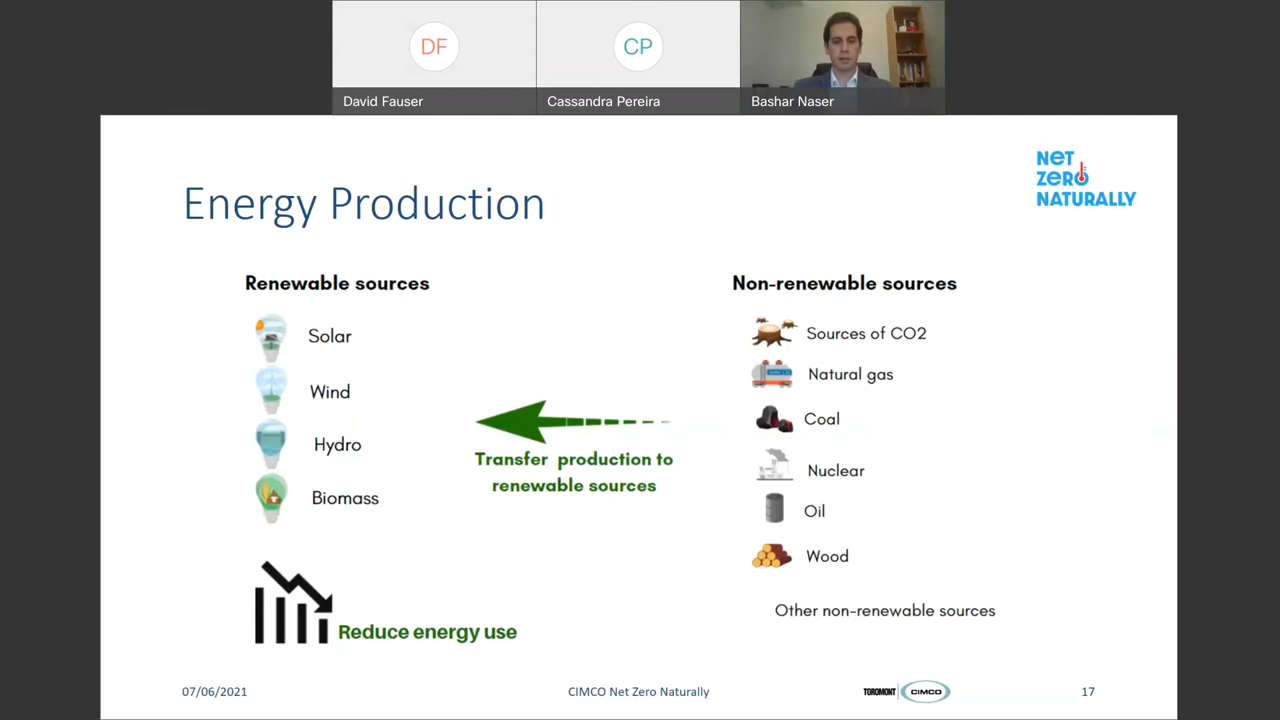 DF
CP
David Fauser
Cassandra Pereira
Bashar Naser
NET
ZERO
NATURALLY
Energy Production
Renewable sources
Solar
Wind
Hydro
Biomass
Transfer production to
renewable sources
Reduce energy use
Non-renewable sources
Sources of CO2
Natural gas
Coal
Nuclear
Oil
Wood
Other non-renewable sources
07/06/2021
CIMCO Net Zero Naturally
TOROMONT
CIMCO
17